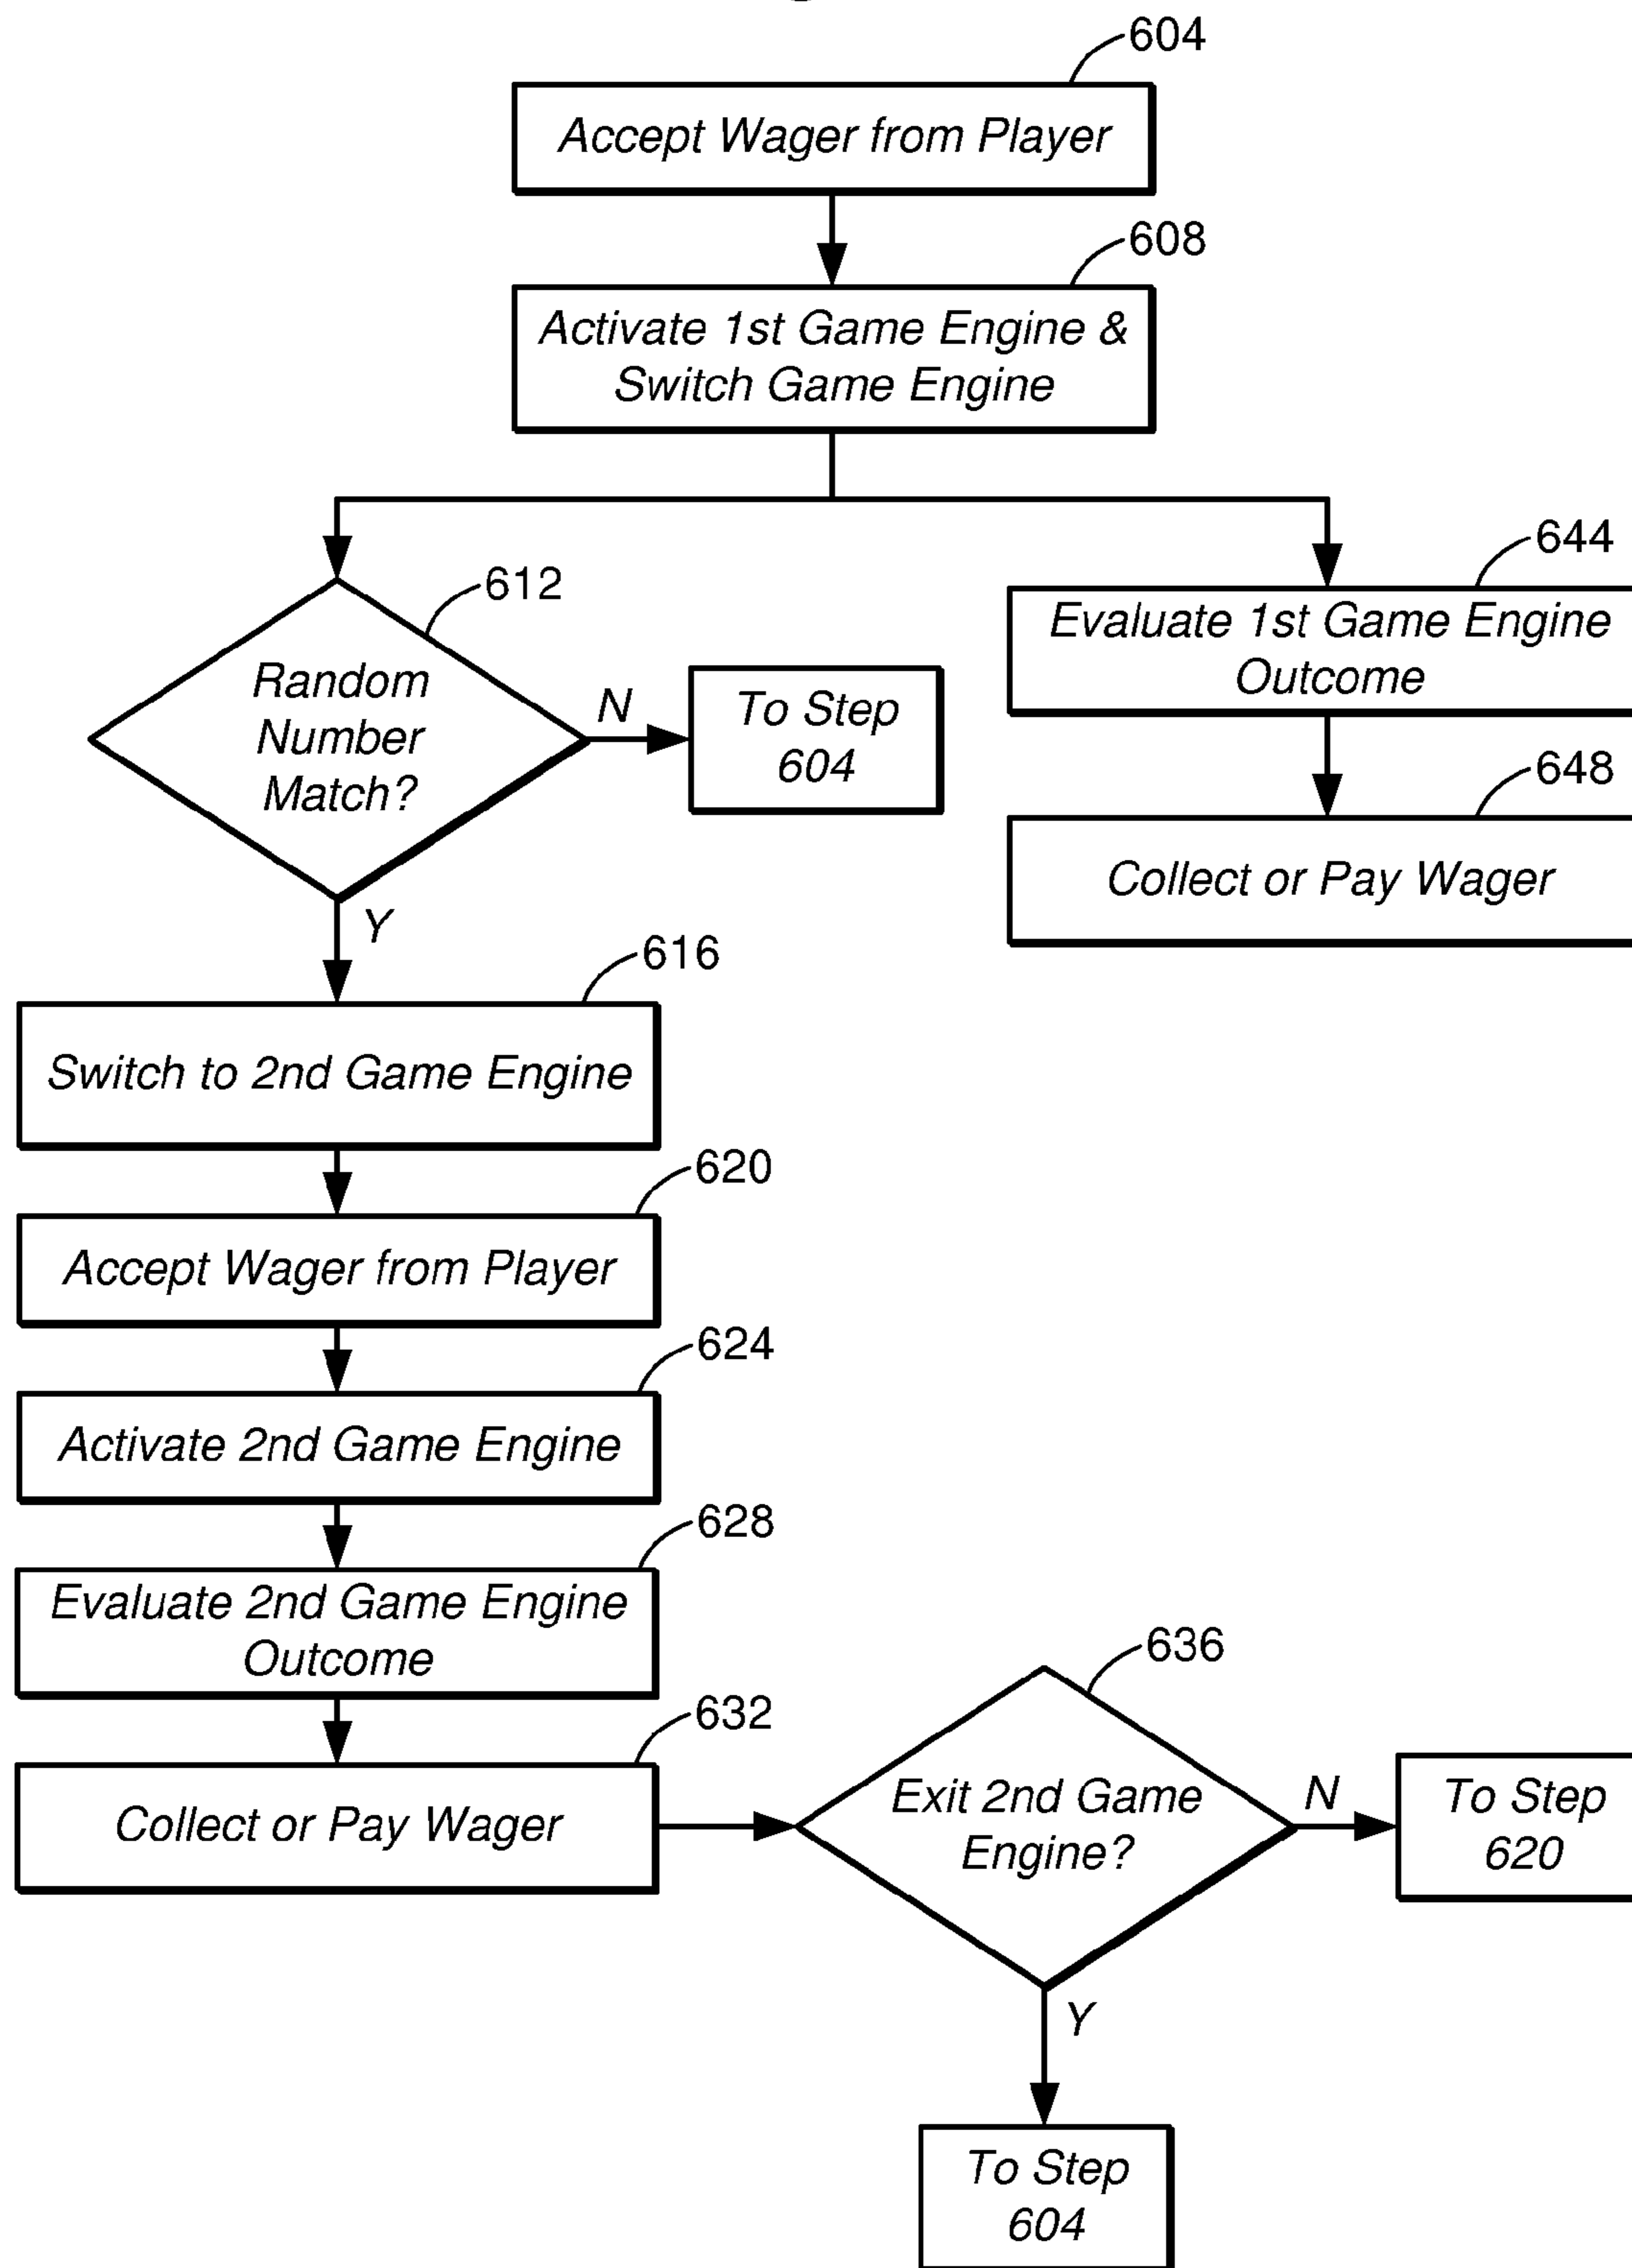 604
Accept Wager from Player
608
Activate 1st Game Engine &
Switch Game Engine
644
612
Evaluate 1st Game Engine
Outcome
Random
Number
Match?
N
To Step
604
648
Collect or Pay Wager
Y
616
Switch to 2nd Game Engine
620
Accept Wager from Player
624
Activate 2nd Game Engine
628
Evaluate 2nd Game Engine
Outcome
636
632
Collect or Pay Wager
Exit 2nd Game
Engine?
N
To Step
620
Y
To Step
604